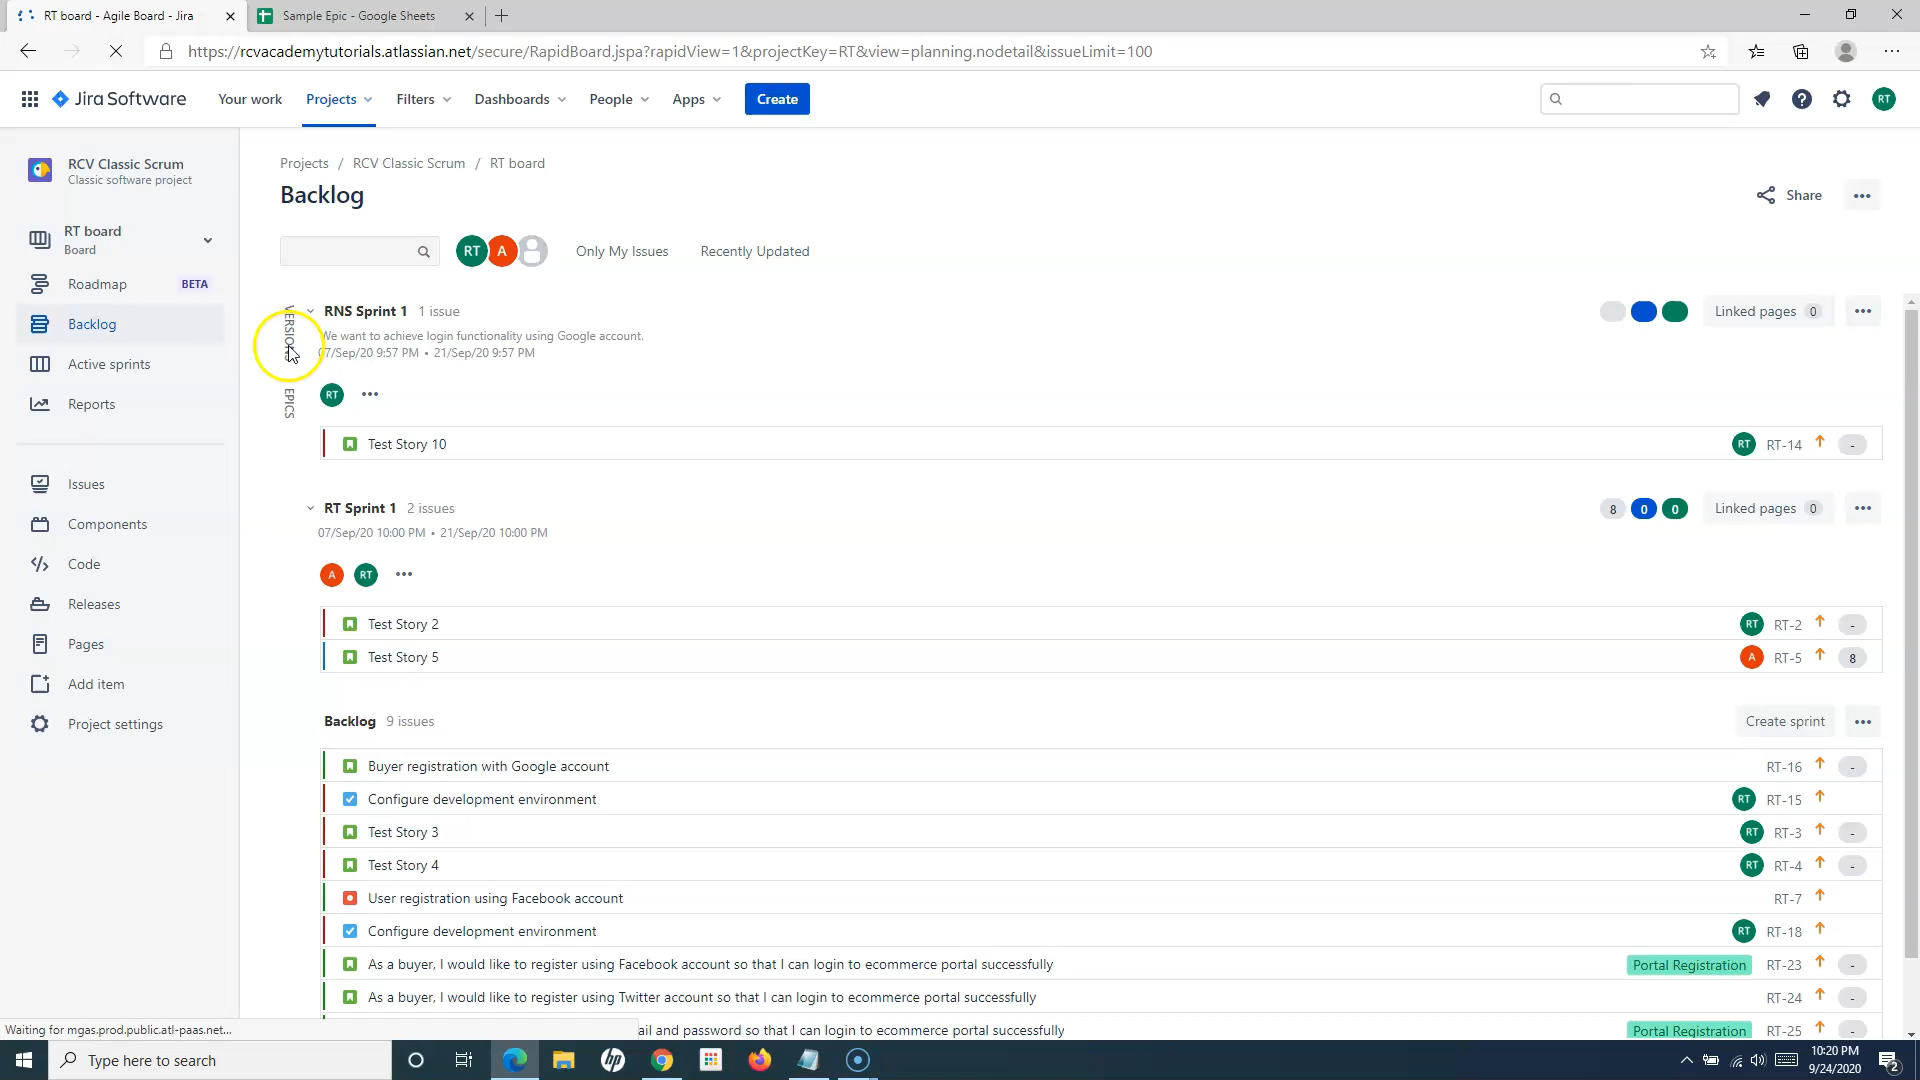 RT board - Agile Board - Jira
Sample Epic - Google Sheets
https://rcvacademytutorials.atlassian.net/secure/RapidBoard.jspa?rapidView=1&projectKey=RT&view=planning.nodetail&issueLimit=100
Jira Software
Your work
Projects
Filters
Dashboards
People
Apps
Create
RT
RCV Classic Scrum
Classic software project
RT board
Board
Roadmap
BETA
Backlog
Active sprints
Reports
Issues
Components
Code
Releases
Pages
Add item
Project settings
Projects / RCV Classic Scrum / RT board
Backlog
Share
RT
A
Only My Issues
Recently Updated
EPICS
RNS Sprint 1 1 issue
Linked pages 0
We want to achieve login functionality using Google account.
07/Sep/20 9:57 PM • 21/Sep/20 9:57 PM
RT
Test Story 10 RT RT-14 -
RT Sprint 1 2 issues
8 0 0
Linked pages 0
07/Sep/20 10:00 PM • 21/Sep/20 10:00 PM
A RT
Test Story 2 RT RT-2 -
Test Story 5 A RT-5 8
Backlog 9 issues
Create sprint
Buyer registration with Google account RT-16 -
Configure development environment RT RT-15
Test Story 3 RT RT-3 -
Test Story 4 RT RT-4 -
User registration using Facebook account RT-7
Configure development environment RT RT-18
As a buyer, I would like to register using Facebook account so that I can login to ecommerce portal successfully Portal Registration RT-23 -
As a buyer, I would like to register using Twitter account so that I can login to ecommerce portal successfully RT-24 -
ail and password so that I can login to ecommerce portal successfully Portal Registration RT-25 -
Waiting for mgas.prod.public.atl-paas.net...
Type here to search
hp
10:20 PM
9/24/2020
2